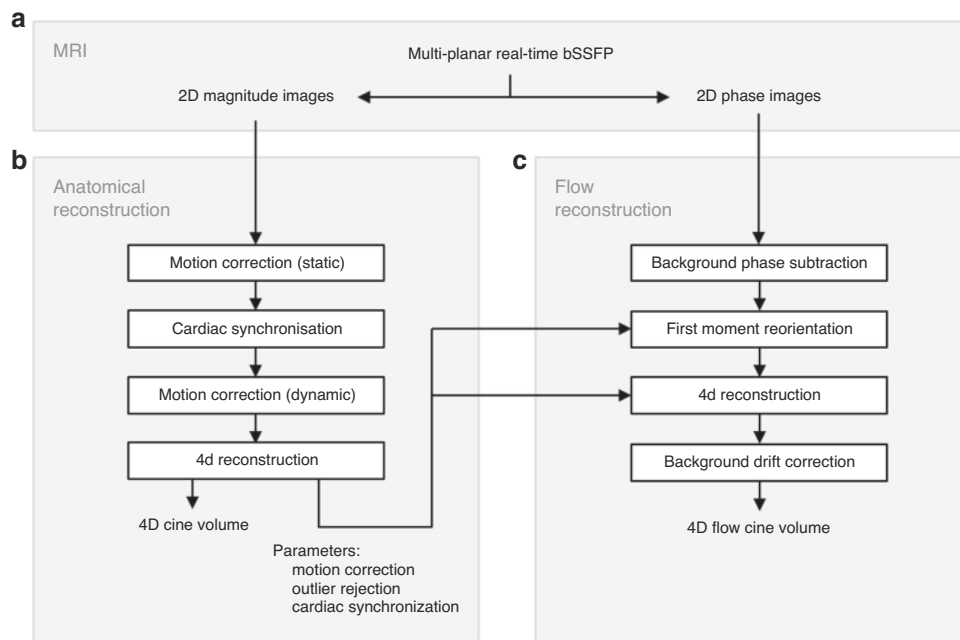 a
MRI
Multi-planar real-time bSSFP
2D magnitude images
2D phase images
b
Anatomical
reconstruction
Motion correction (static)
Cardiac synchronisation
Motion correction (dynamic)
4d reconstruction
4D cine volume
Parameters:
motion correction
outlier rejection
cardiac synchronization
c
Flow
reconstruction
Background phase subtraction
First moment reorientation
4d reconstruction
Background drift correction
4D flow cine volume